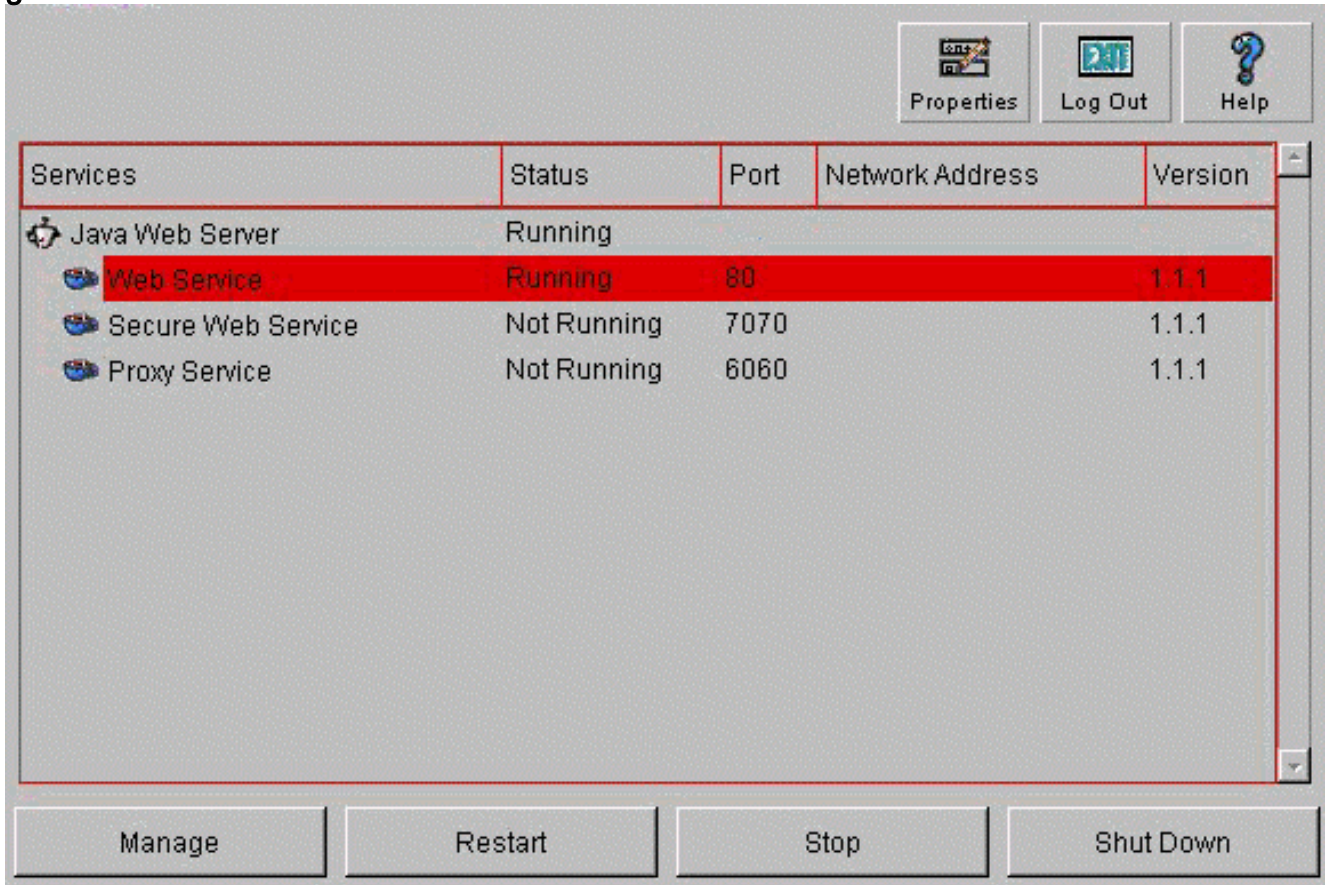 Properties Log Out Help
Services Status Port Network Address Version
Java Web Server Running
Web Service Running 80 1.1.1
Secure Web Service Not Running 7070 1.1.1
Proxy Service Not Running 6060 1.1.1
Manage Restart Stop Shut Down